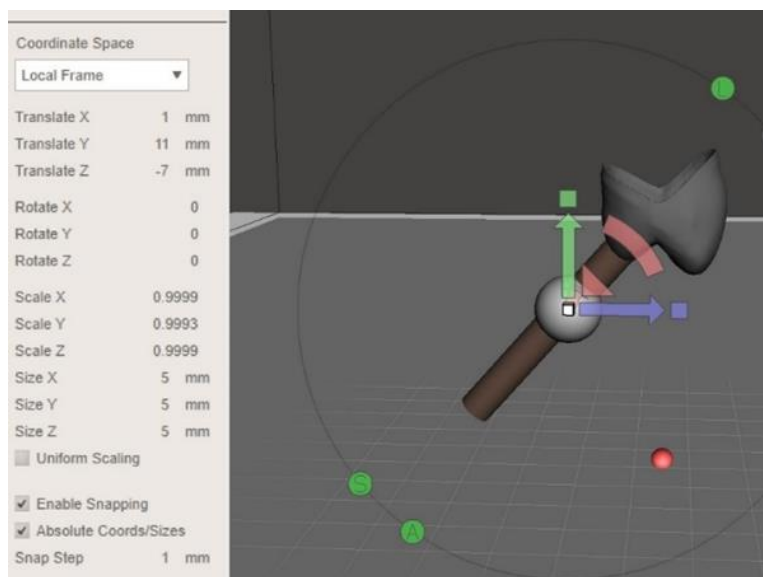 Coordinate Space
Local Frame
Translate X 1 mm
Translate Y 11 mm
Translate Z -7 mm
Rotate X 0
Rotate Y 0
Rotate Z 0
Scale X 0.9999
Scale Y 0.9993
Scale Z 0.9999
Size X 5 mm
Size Y 5 mm
Size Z 5 mm
Uniform Scaling
Enable Snapping
Absolute Coords/Sizes
Snap Step 1 mm
L
S
A